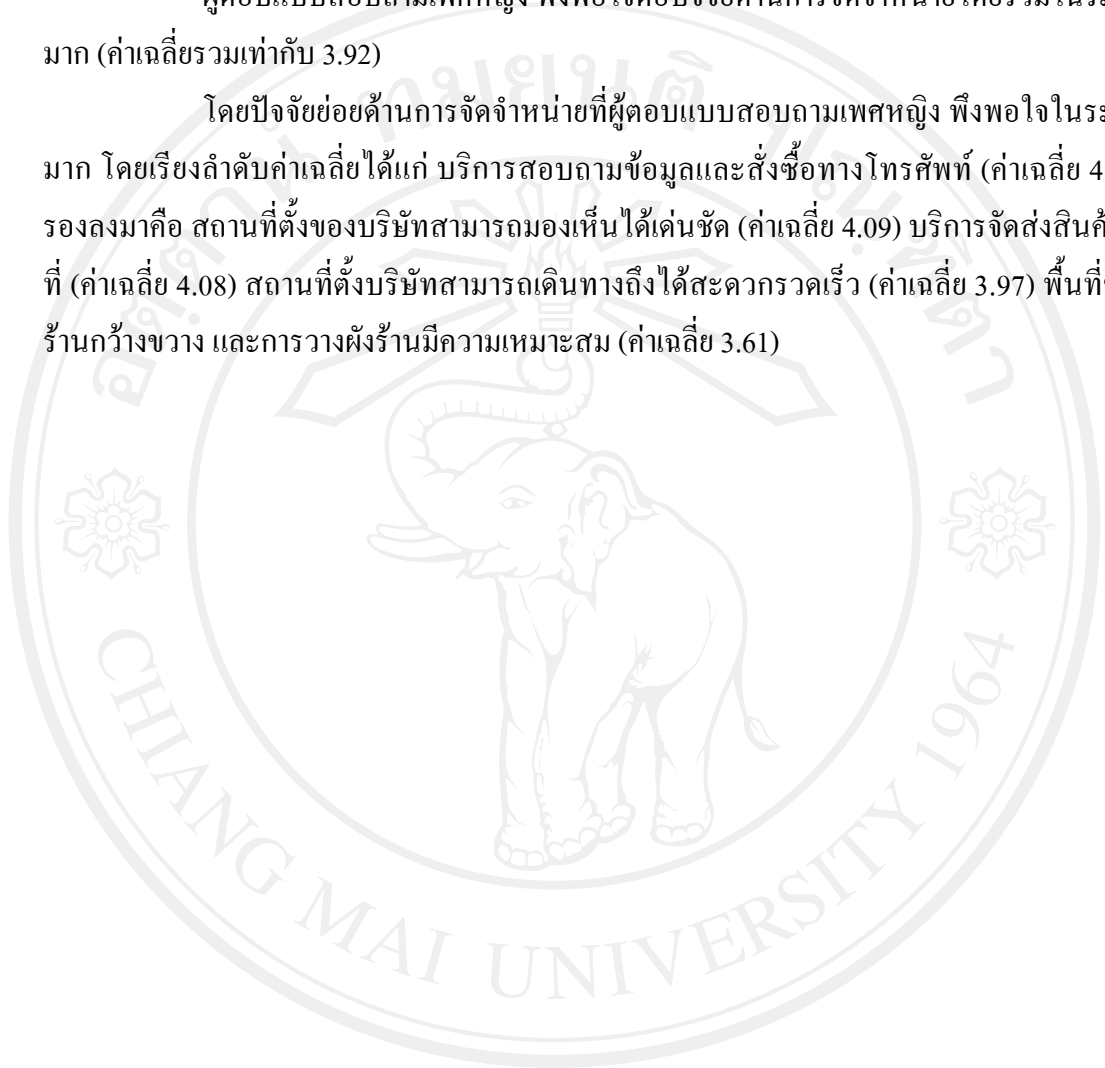 มาก (ค่าเฉลี่ยรวมเท่ากับ 3.92)
โดยปัจจัยย่อยด้านการจัดจำหน่ายที่ผู้ตอบแบบสอบถามเพศหญิง พึงพอใจในระ
มาก โดยเรียงลำดับค่าเฉลี่ยได้แก่ บริการสอบถามข้อมูลและสั่งซื้อทางโทรศัพท์ (ค่าเฉลี่ย 4
รองลงมาคือ สถานที่ตั้งของบริษัทสามารถมองเห็นได้เด่นชัด (ค่าเฉลี่ย 4.09) บริการจัดส่งสินค้
ที่ (ค่าเฉลี่ย 4.08) สถานที่ตั้งบริษัทสามารถเดินทางถึงได้สะดวกรวดเร็ว (ค่าเฉลี่ย 3.97) พื้นที่
ร้านกว้างขวาง และการวางผังร้านมีความเหมาะสม (ค่าเฉลี่ย 3.61)
CHIANG MAI UNIVERSITY 1964